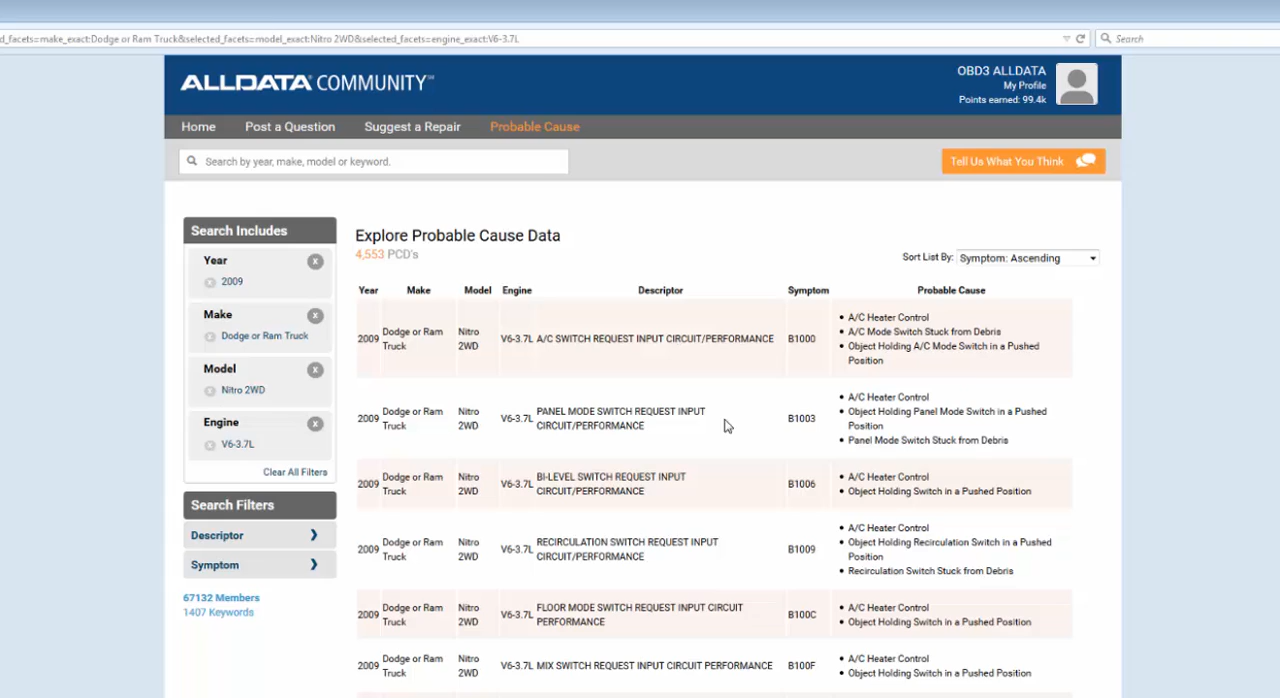 d_facets=make_exact:Dodge or Ram Truck&selected_facets=model_exact:Nitro 2WD&selected_facets=engine_exact:V6-3.7L
Search
ALLDATA COMMUNITY™
OBD3 ALLDATA
My Profile
Points earned: 99.4k
Home Post a Question Suggest a Repair Probable Cause
Search by year, make, model or keyword.
Tell Us What You Think
Search Includes
Year
2009
Make
Dodge or Ram Truck
Model
Nitro 2WD
Engine
V6-3.7L
Clear All Filters
Search Filters
Descriptor
Symptom
67132 Members
1407 Keywords
Explore Probable Cause Data
4,553 PCD's
Sort List By: Symptom: Ascending
Year Make Model Engine Descriptor Symptom Probable Cause
2009
Dodge or Ram
Truck
Nitro
2WD
V6-3.7L
A/C SWITCH REQUEST INPUT CIRCUIT/PERFORMANCE
B1000
• A/C Heater Control
• A/C Mode Switch Stuck from Debris
• Object Holding A/C Mode Switch in a Pushed
Position
2009
Dodge or Ram
Truck
Nitro
2WD
V6-3.7L
PANEL MODE SWITCH REQUEST INPUT
CIRCUIT/PERFORMANCE
B1003
• A/C Heater Control
• Object Holding Panel Mode Switch in a Pushed
Position
• Panel Mode Switch Stuck from Debris
2009
Dodge or Ram
Truck
Nitro
2WD
V6-3.7L
BI-LEVEL SWITCH REQUEST INPUT
CIRCUIT/PERFORMANCE
B1006
• A/C Heater Control
• Object Holding Switch in a Pushed Position
2009
Dodge or Ram
Truck
Nitro
2WD
V6-3.7L
RECIRCULATION SWITCH REQUEST INPUT
CIRCUIT/PERFORMANCE
B1009
• A/C Heater Control
• Object Holding Recirculation Switch in a Pushed
Position
• Recirculation Switch Stuck from Debris
2009
Dodge or Ram
Truck
Nitro
2WD
V6-3.7L
FLOOR MODE SWITCH REQUEST INPUT CIRCUIT
PERFORMANCE
B100C
• A/C Heater Control
• Object Holding Switch in a Pushed Position
2009
Dodge or Ram
Truck
Nitro
2WD
V6-3.7L
MIX SWITCH REQUEST INPUT CIRCUIT PERFORMANCE
B100F
• A/C Heater Control
• Object Holding Switch in a Pushed Position